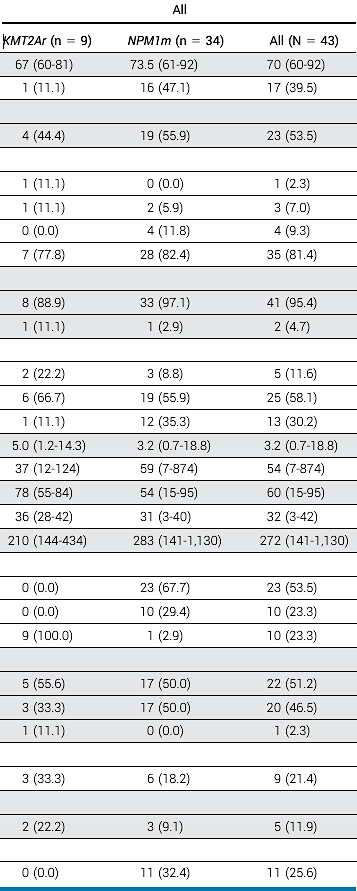 All
KMT2Ar (n = 9) NPM1m (n = 34) All (N = 43)
67 (60-81) 73.5 (61-92) 70 (60-92)
1 (11.1) 16 (47.1) 17 (39.5)
4 (44.4) 19 (55.9) 23 (53.5)
1 (11.1) 0 (0.0) 1 (2.3)
1 (11.1) 2 (5.9) 3 (7.0)
0 (0.0) 4 (11.8) 4 (9.3)
7 (77.8) 28 (82.4) 35 (81.4)
8 (88.9) 33 (97.1) 41 (95.4)
1 (11.1) 1 (2.9) 2 (4.7)
2 (22.2) 3 (8.8) 5 (11.6)
6 (66.7) 19 (55.9) 25 (58.1)
1 (11.1) 12 (35.3) 13 (30.2)
5.0 (1.2-14.3) 3.2 (0.7-18.8) 3.2 (0.7-18.8)
37 (12-124) 59 (7-874) 54 (7-874)
78 (55-84) 54 (15-95) 60 (15-95)
36 (28-42) 31 (3-40) 32 (3-42)
210 (144-434) 283 (141-1,130) 272 (141-1,130)
0 (0.0) 23 (67.7) 23 (53.5)
0 (0.0) 10 (29.4) 10 (23.3)
9 (100.0) 1 (2.9) 10 (23.3)
5 (55.6) 17 (50.0) 22 (51.2)
3 (33.3) 17 (50.0) 20 (46.5)
1 (11.1) 0 (0.0) 1 (2.3)
3 (33.3) 6 (18.2) 9 (21.4)
2 (22.2) 3 (9.1) 5 (11.9)
0 (0.0) 11 (32.4) 11 (25.6)